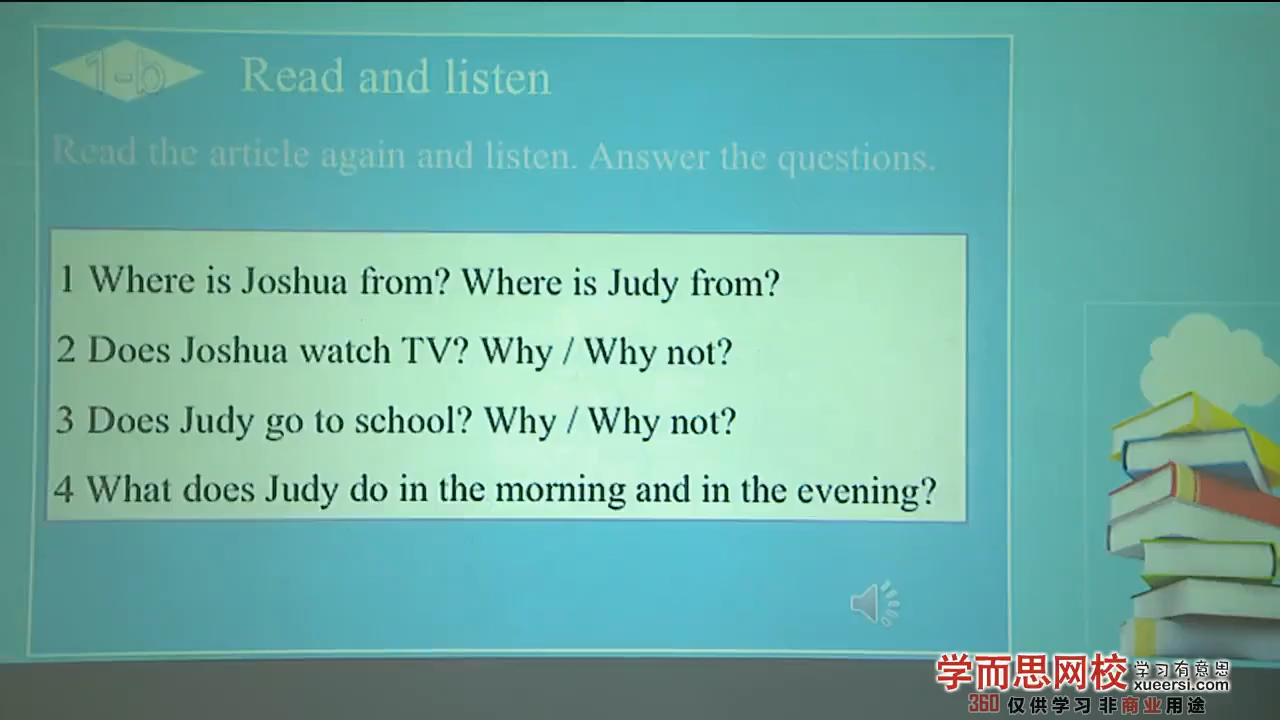 1-b
Read and listen
Read the article again and listen. Answer the questions.
1 Where is Joshua from? Where is Judy from?
2 Does Joshua watch TV? Why / Why not?
3 Does Judy go to school? Why / Why not?
4 What does Judy do in the morning and in the evening?
学而思网校 学习有意思
xueersi.com
360 仅供学习 非商业用途